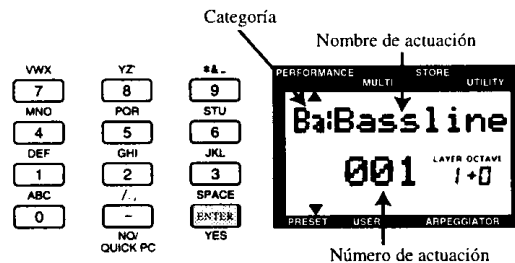 Categoría
Nombre de actuación
VWX YZ *&_
7 8 9
MNO PQR STU
4 5 6
DEF GHI JKL
1 2 3
ABC /., SPACE
0 - ENTER
NO/ YES
QUICK PC
PERFORMANCE STORE
MULTI UTILITY
Ba:Bassline
LAYER OCTAVE
001 1+0
PRESET USER ARPEGGIATOR
Número de actuación